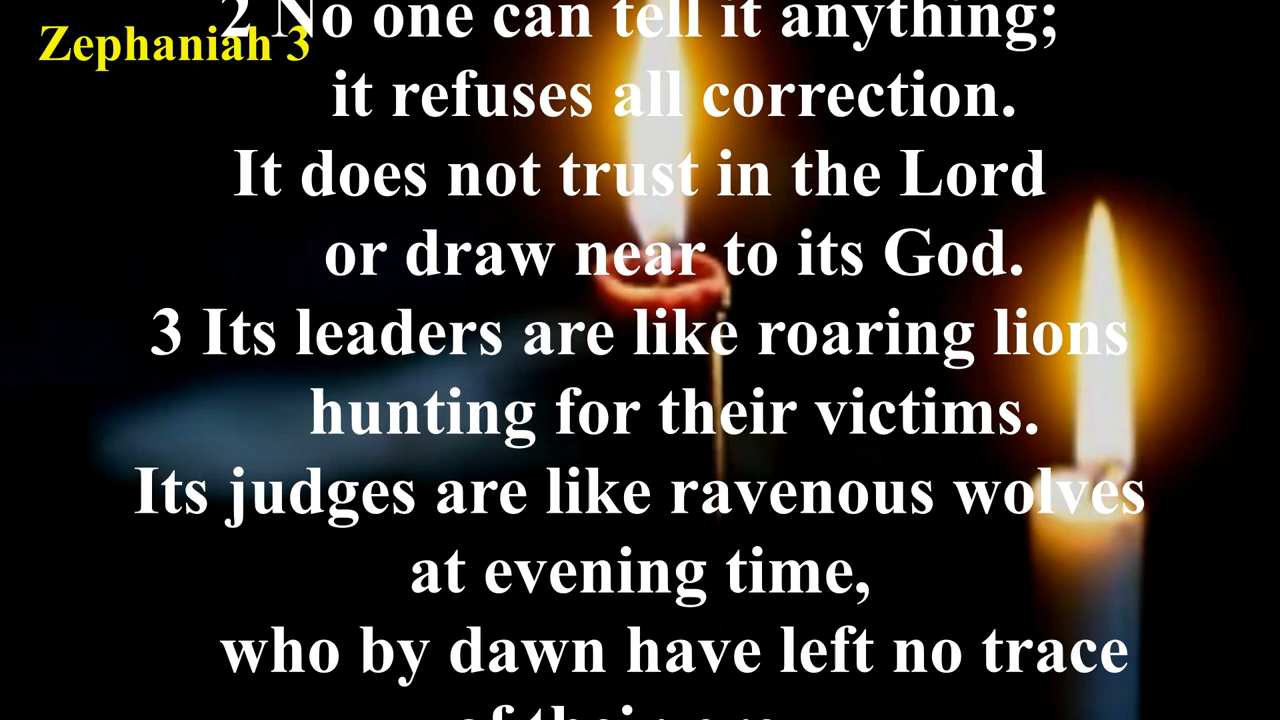 Zephaniah 3
2 No one can tell it anything;
it refuses all correction.
It does not trust in the Lord
or draw near to its God.
3 Its leaders are like roaring lions
hunting for their victims.
Its judges are like ravenous wolves
at evening time,
who by dawn have left no trace
of their